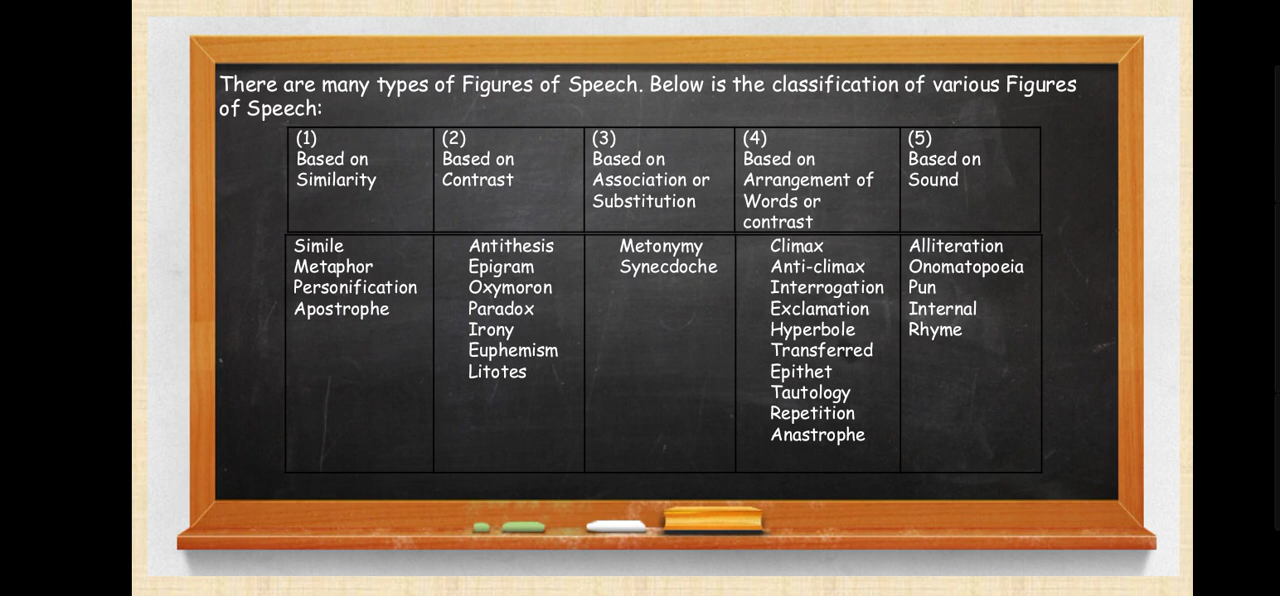 There are many types of Figures of Speech. Below is the classification of various Figures
of Speech:
(1)
Based on
Similarity
(2)
Based on
Contrast
(3)
Based on
Association or
Substitution
(4)
Based on
Arrangement of
Words or
contrast
(5)
Based on
Sound
Simile
Metaphor
Personification
Apostrophe
Antithesis
Epigram
Oxymoron
Paradox
Irony
Euphemism
Litotes
Metonymy
Synecdoche
Climax
Anti-climax
Interrogation
Exclamation
Hyperbole
Transferred
Epithet
Tautology
Repetition
Anastrophe
Alliteration
Onomatopoeia
Pun
Internal
Rhyme